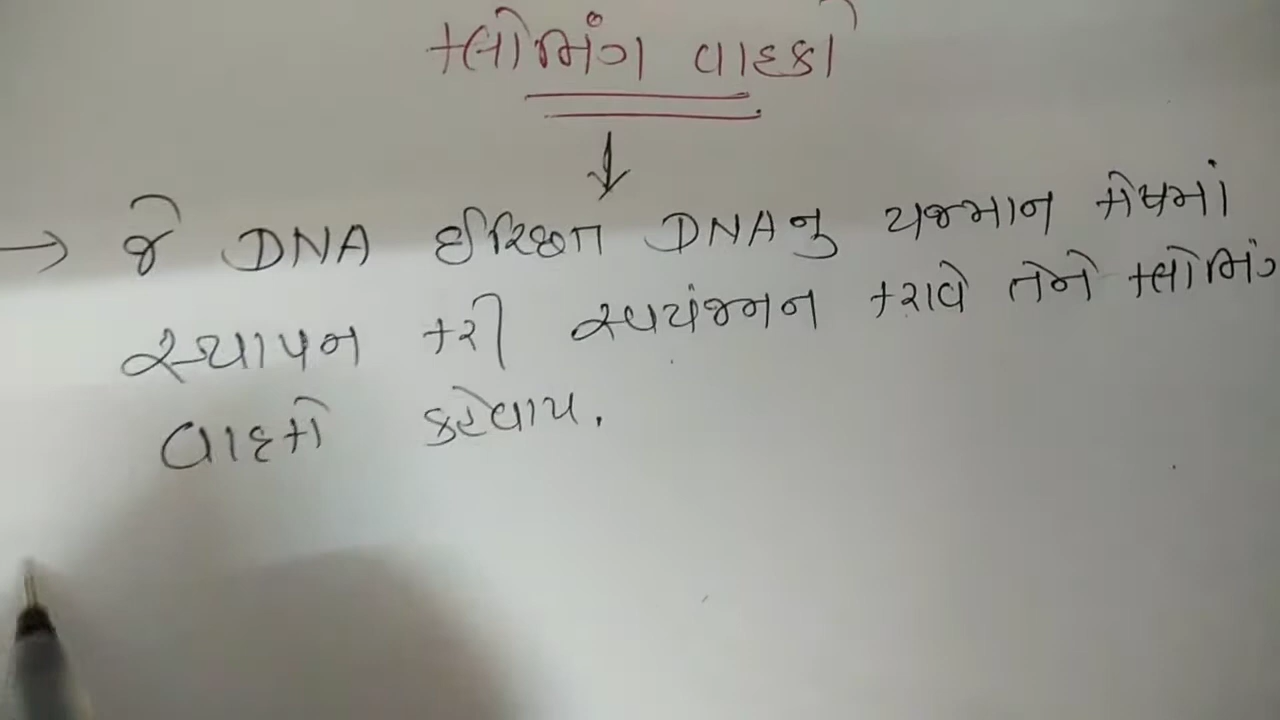 ક્લોનિંગ વાહકો
→ જે DNA ઈચ્છિત DNAનુ યજમાન કોષમાં
સ્થાપન કરી સ્વયંજનન કરાવે તેને ક્લોનિંગ
વાહકો કહેવાય.